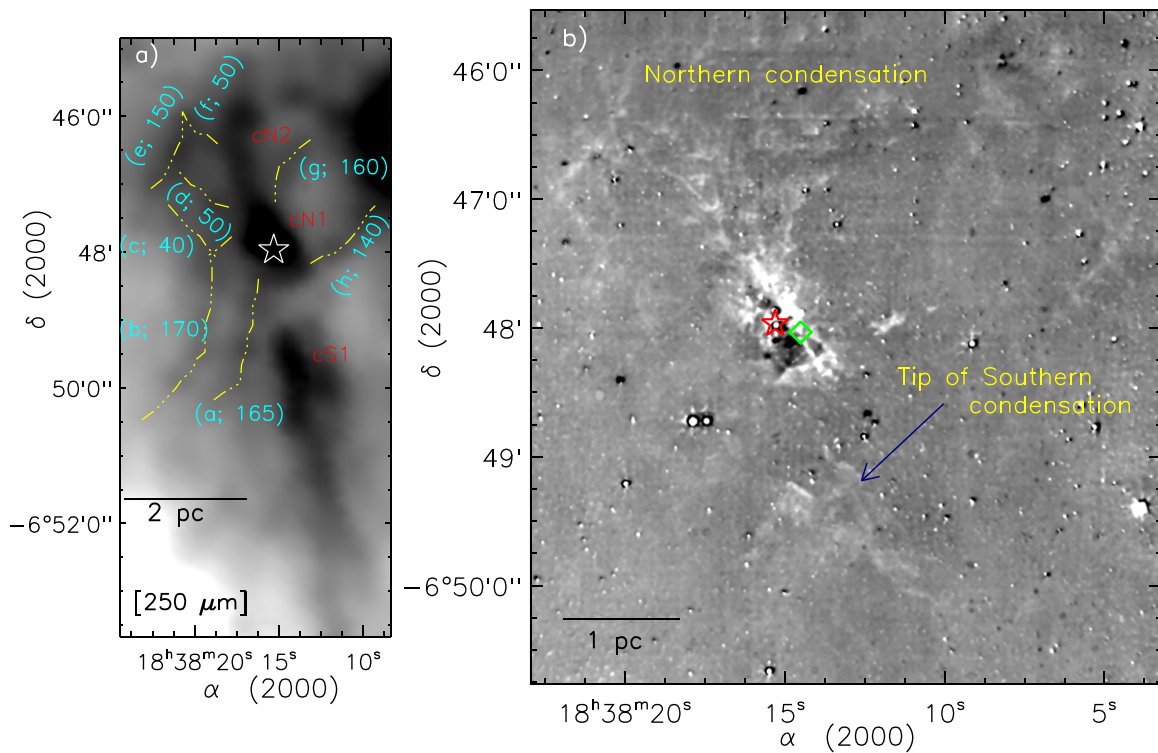 a)
46'0''
48'
50'0''
−6°52'0''
δ (2000)
(e; 150)
(f; 50)
cN2
(g; 160)
(d; 50)
cN1
(c; 40)
(h; 140)
(b; 170)
cS1
(a; 165)
2 pc
[250 μm]
18ʰ38ᵐ20ˢ 15ˢ 10ˢ
α (2000)
b)
Northern condensation
46'0''
47'0''
48'
49'
−6°50'0''
δ (2000)
Tip of Southern
condensation
1 pc
18ʰ38ᵐ20ˢ 15ˢ 10ˢ 5ˢ
α (2000)